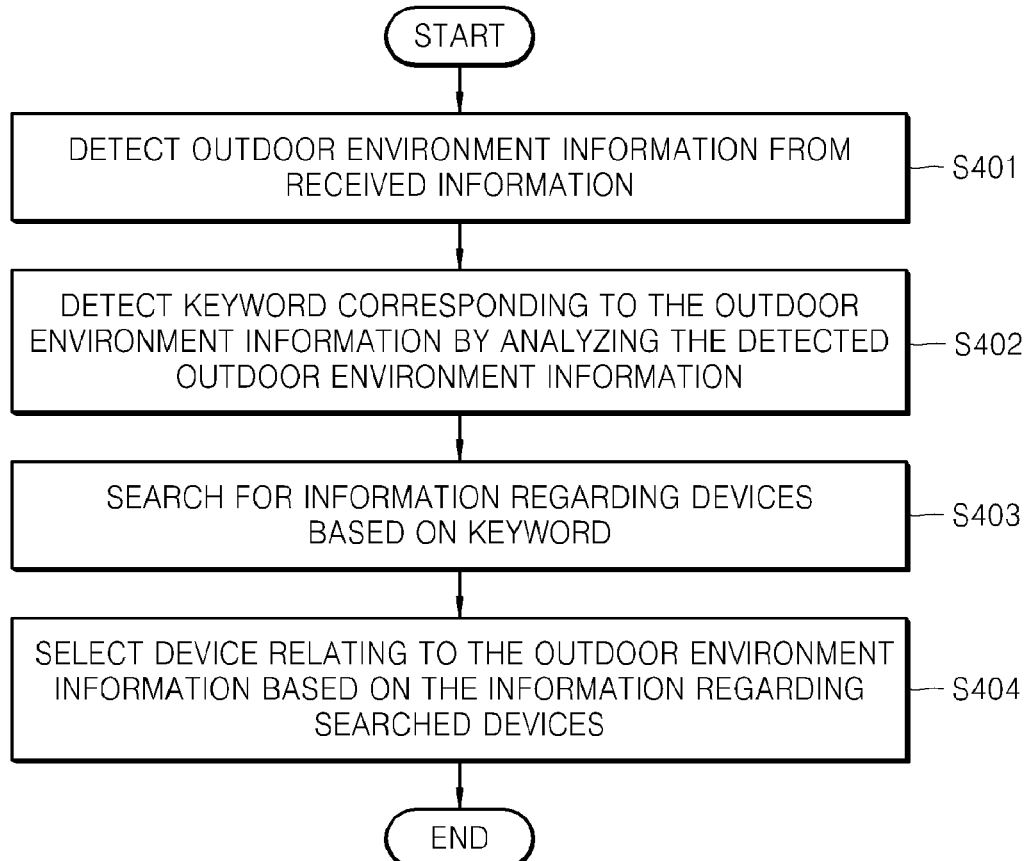 START
DETECT OUTDOOR ENVIRONMENT INFORMATION FROM
RECEIVED INFORMATION
S401
DETECT KEYWORD CORRESPONDING TO THE OUTDOOR
ENVIRONMENT INFORMATION BY ANALYZING THE DETECTED
OUTDOOR ENVIRONMENT INFORMATION
S402
SEARCH FOR INFORMATION REGARDING DEVICES
BASED ON KEYWORD
S403
SELECT DEVICE RELATING TO THE OUTDOOR ENVIRONMENT
INFORMATION BASED ON THE INFORMATION REGARDING
SEARCHED DEVICES
S404
END